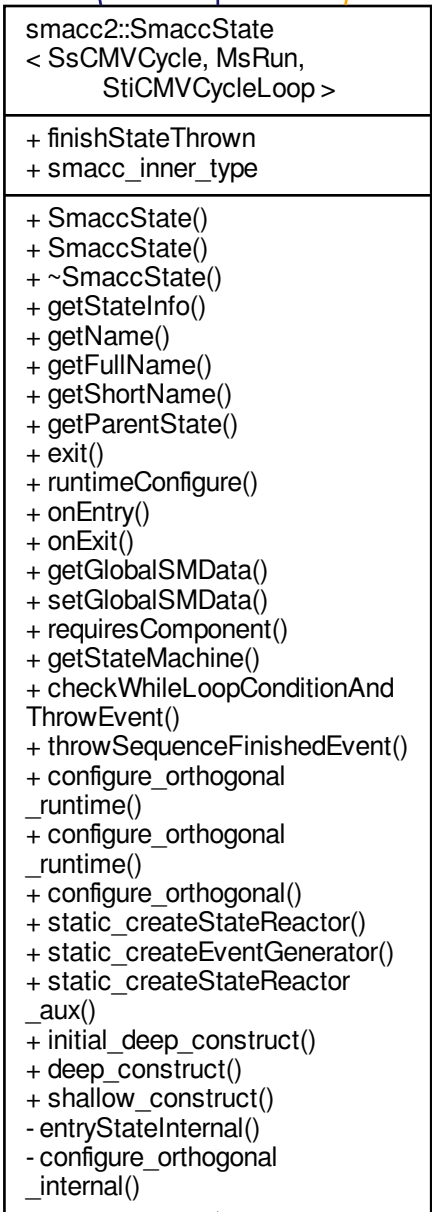 smacc2::SmaccState
< SsCMVCycle, MsRun,
StiCMVCycleLoop >
+ finishStateThrown
+ smacc_inner_type
+ SmaccState()
+ SmaccState()
+ ~SmaccState()
+ getStateInfo()
+ getName()
+ getFullName()
+ getShortName()
+ getParentState()
+ exit()
+ runtimeConfigure()
+ onEntry()
+ onExit()
+ getGlobalSMData()
+ setGlobalSMData()
+ requiresComponent()
+ getStateMachine()
+ checkWhileLoopConditionAnd
ThrowEvent()
+ throwSequenceFinishedEvent()
+ configure_orthogonal
_runtime()
+ configure_orthogonal
_runtime()
+ configure_orthogonal()
+ static_createStateReactor()
+ static_createEventGenerator()
+ static_createStateReactor
_aux()
+ initial_deep_construct()
+ deep_construct()
+ shallow_construct()
- entryStateInternal()
- configure_orthogonal
_internal()